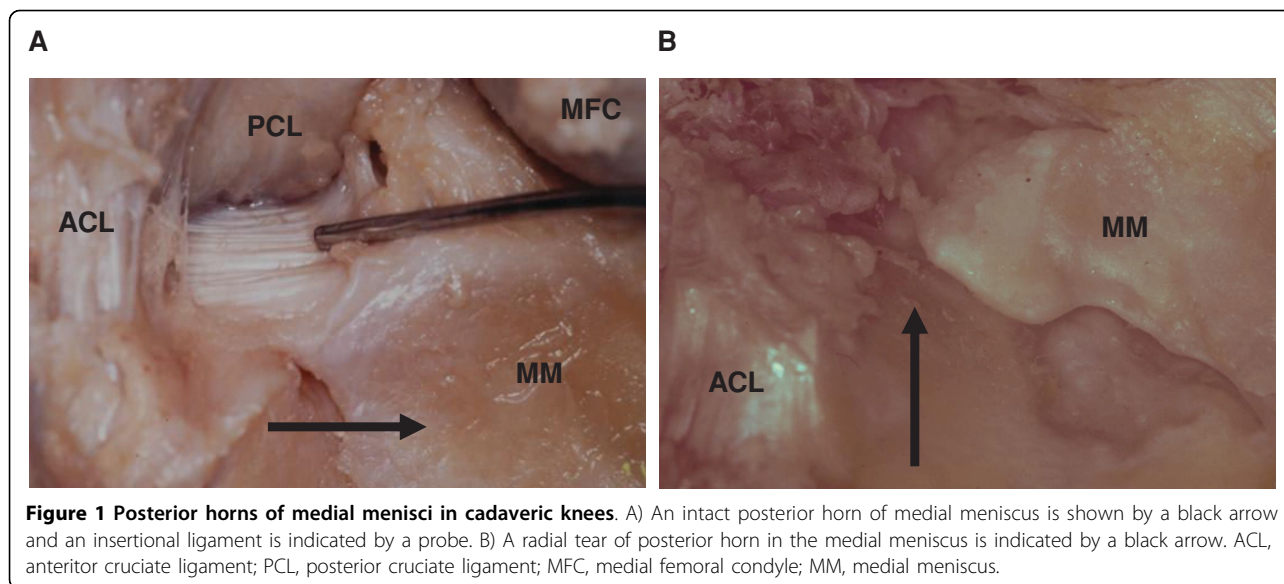 A
B
PCL
MFC
ACL
MM
MM
ACL
Figure 1 Posterior horns of medial menisci in cadaveric knees. A) An intact posterior horn of medial meniscus is shown by a black arrow
and an insertional ligament is indicated by a probe. B) A radial tear of posterior horn in the medial meniscus is indicated by a black arrow. ACL,
anteritor cruciate ligament; PCL, posterior cruciate ligament; MFC, medial femoral condyle; MM, medial meniscus.